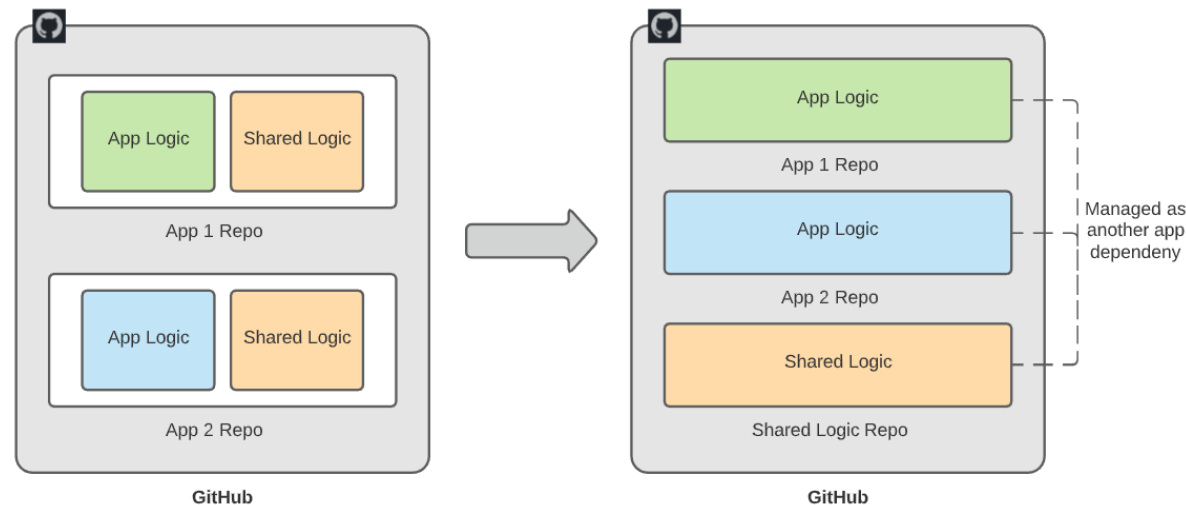 App Logic
Shared Logic
App 1 Repo
App Logic
Shared Logic
App 2 Repo
GitHub
App Logic
App 1 Repo
App Logic
App 2 Repo
Shared Logic
Shared Logic Repo
GitHub
Managed as
another app
dependeny